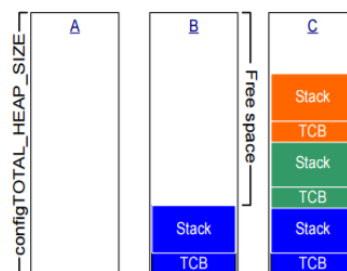 configTOTAL_HEAP_SIZE
A
B
Free space
Stack
TCB
C
Stack
TCB
Stack
TCB
Stack
TCB